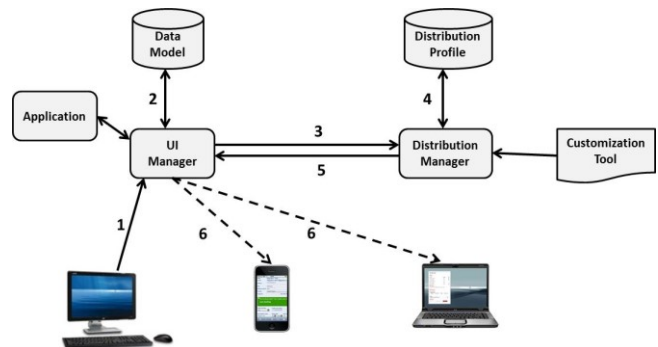 Data
Model
Distribution
Profile
2
4
Application
UI
Manager
3
5
Distribution
Manager
Customization
Tool
1
6
6